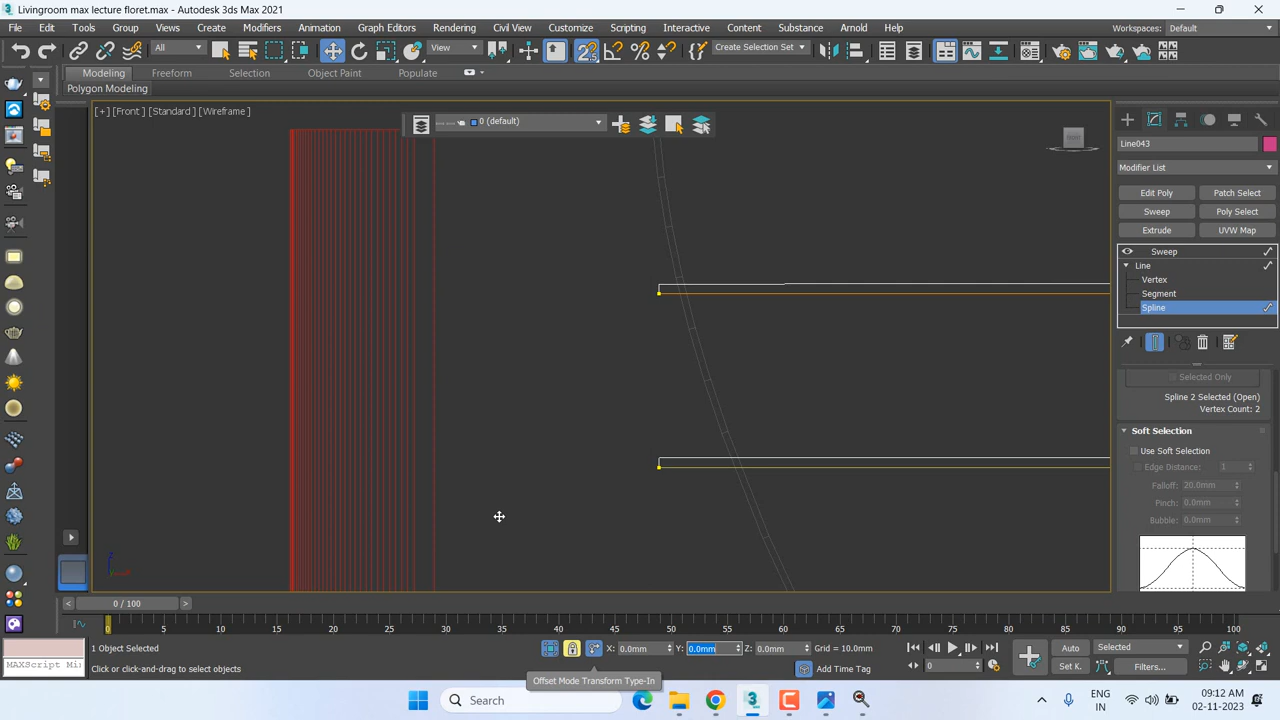 Livingroom max lecture floret.max - Autodesk 3ds Max 2021
File Edit Tools Group Views Create Modifiers Animation Graph Editors Rendering Civil View Customize Scripting Interactive Content Substance Arnold Help
Workspaces: Default
All View Create Selection Set
Modeling Freeform Selection Object Paint Populate
Polygon Modeling
[+] [Front ] [Standard ] [Wireframe ]
0 (default)
FRONT
Line043
Modifier List
Edit Poly Patch Select
Sweep Poly Select
Extrude UVW Map
Sweep
Line
Vertex
Segment
Spline
Selected Only
Spline 2 Selected (Open)
Vertex Count: 2
Soft Selection
Use Soft Selection
Edge Distance: 1
Falloff: 20.0mm
Pinch: 0.0mm
Bubble: 0.0mm
< 0 / 100 >
0 5 10 15 20 25 30 35 40 45 50 55 60 65 70 75 80 85 90 95 100
1 Object Selected
X: 0.0mm Y: 0.0mm Z: 0.0mm Grid = 10.0mm
Auto Selected
MAXScript Mi
Click or click-and-drag to select objects
Add Time Tag
0
Set K. Filters...
Offset Mode Transform Type-In
Search
ENG
IN
09:12 AM
02-11-2023